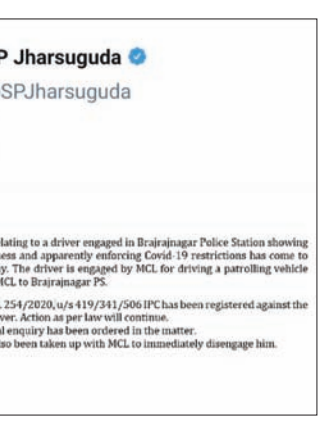 P Jharsuguda
SPJharsuguda
lating to a driver engaged in Brajrajnagar Police Station showing
ess and apparently enforcing Covid-19 restrictions has come to
y. The driver is engaged by MCL for driving a patrolling vehicle
MCL to Brajrajnagar PS.
. 254/2020, u/s 419/341/506 IPC has been registered against the
ver. Action as per law will continue.
al enquiry has been ordered in the matter.
lso been taken up with MCL to immediately disengage him.